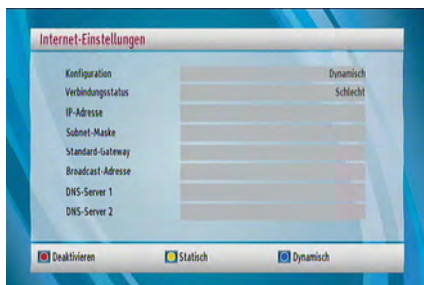 Internet-Einstellungen
Konfiguration Dynamisch
Verbindungsstatus Schlecht
IP-Adresse
Subnet-Maske
Standard-Gateway
Broadcast-Adresse
DNS-Server 1
DNS-Server 2
Deaktivieren Statisch Dynamisch